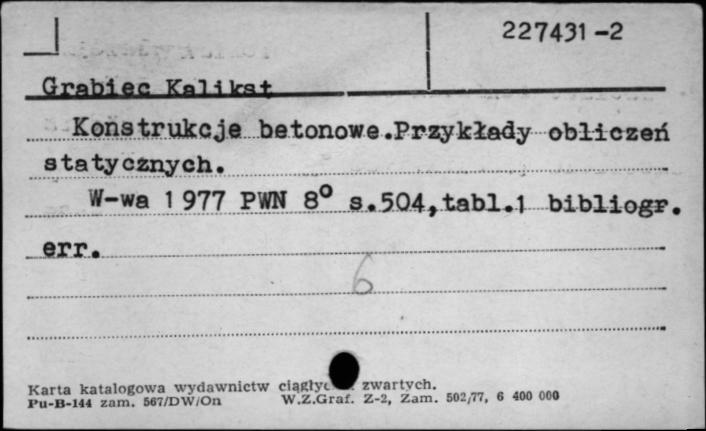 227431-2
Grabiec Kalikst
Konstrukcje betonowe.Przykłady obliczeń
statycznych.
W-wa 1977 PWN 8° s.504,tabl.1 bibliogr.
err.
6
Karta katalogowa wydawnictw zwartych.
Pu-B-144 zam. 567/DW/On W.Z.Graf. Z-2, Zam. 502/77, 6 400 000